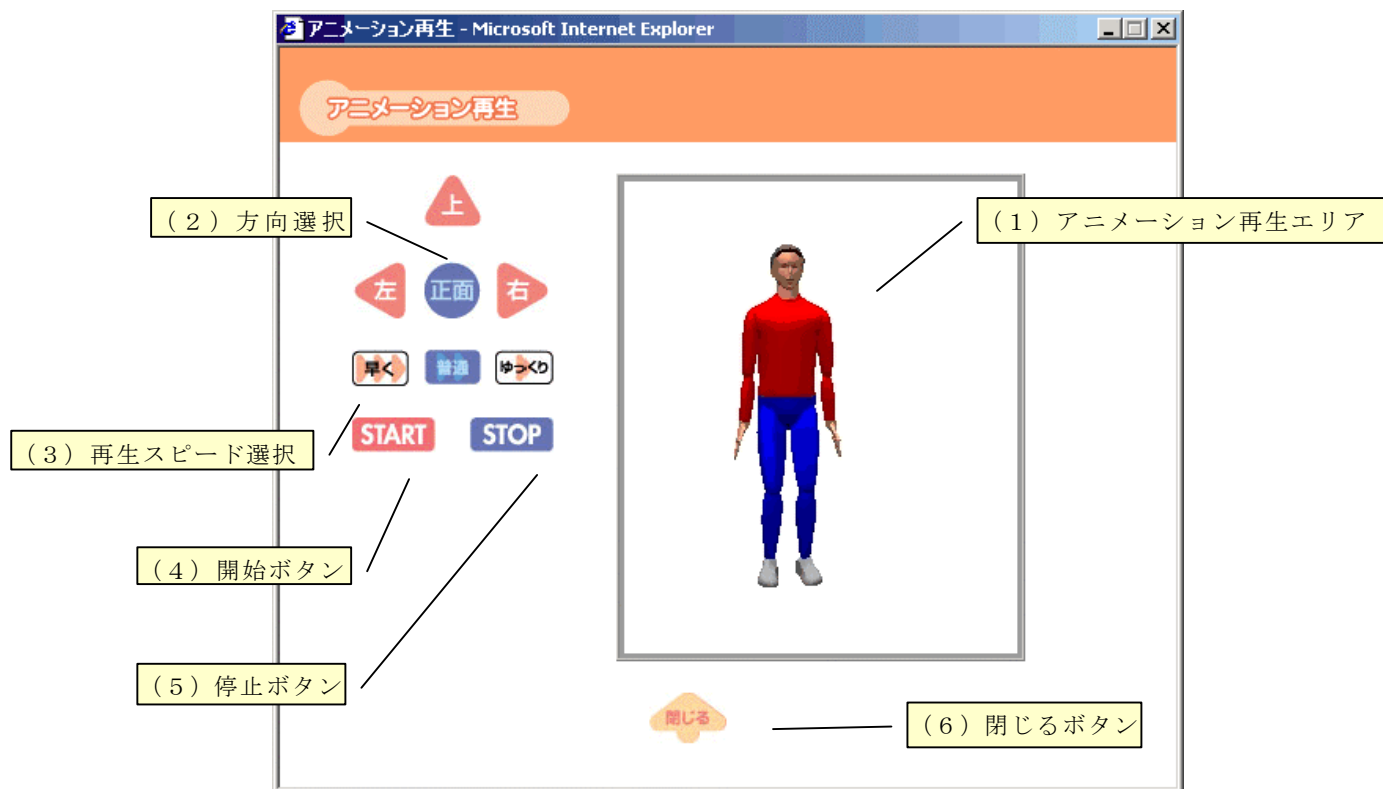 アニメーション再生 - Microsoft Internet Explorer
アニメーション再生
上
(2)方向選択
(1)アニメーション再生エリア
左 正面 右
早く 普通 ゆっくり
START STOP
(3)再生スピード選択
(4)開始ボタン
(5)停止ボタン
閉じる
(6)閉じるボタン